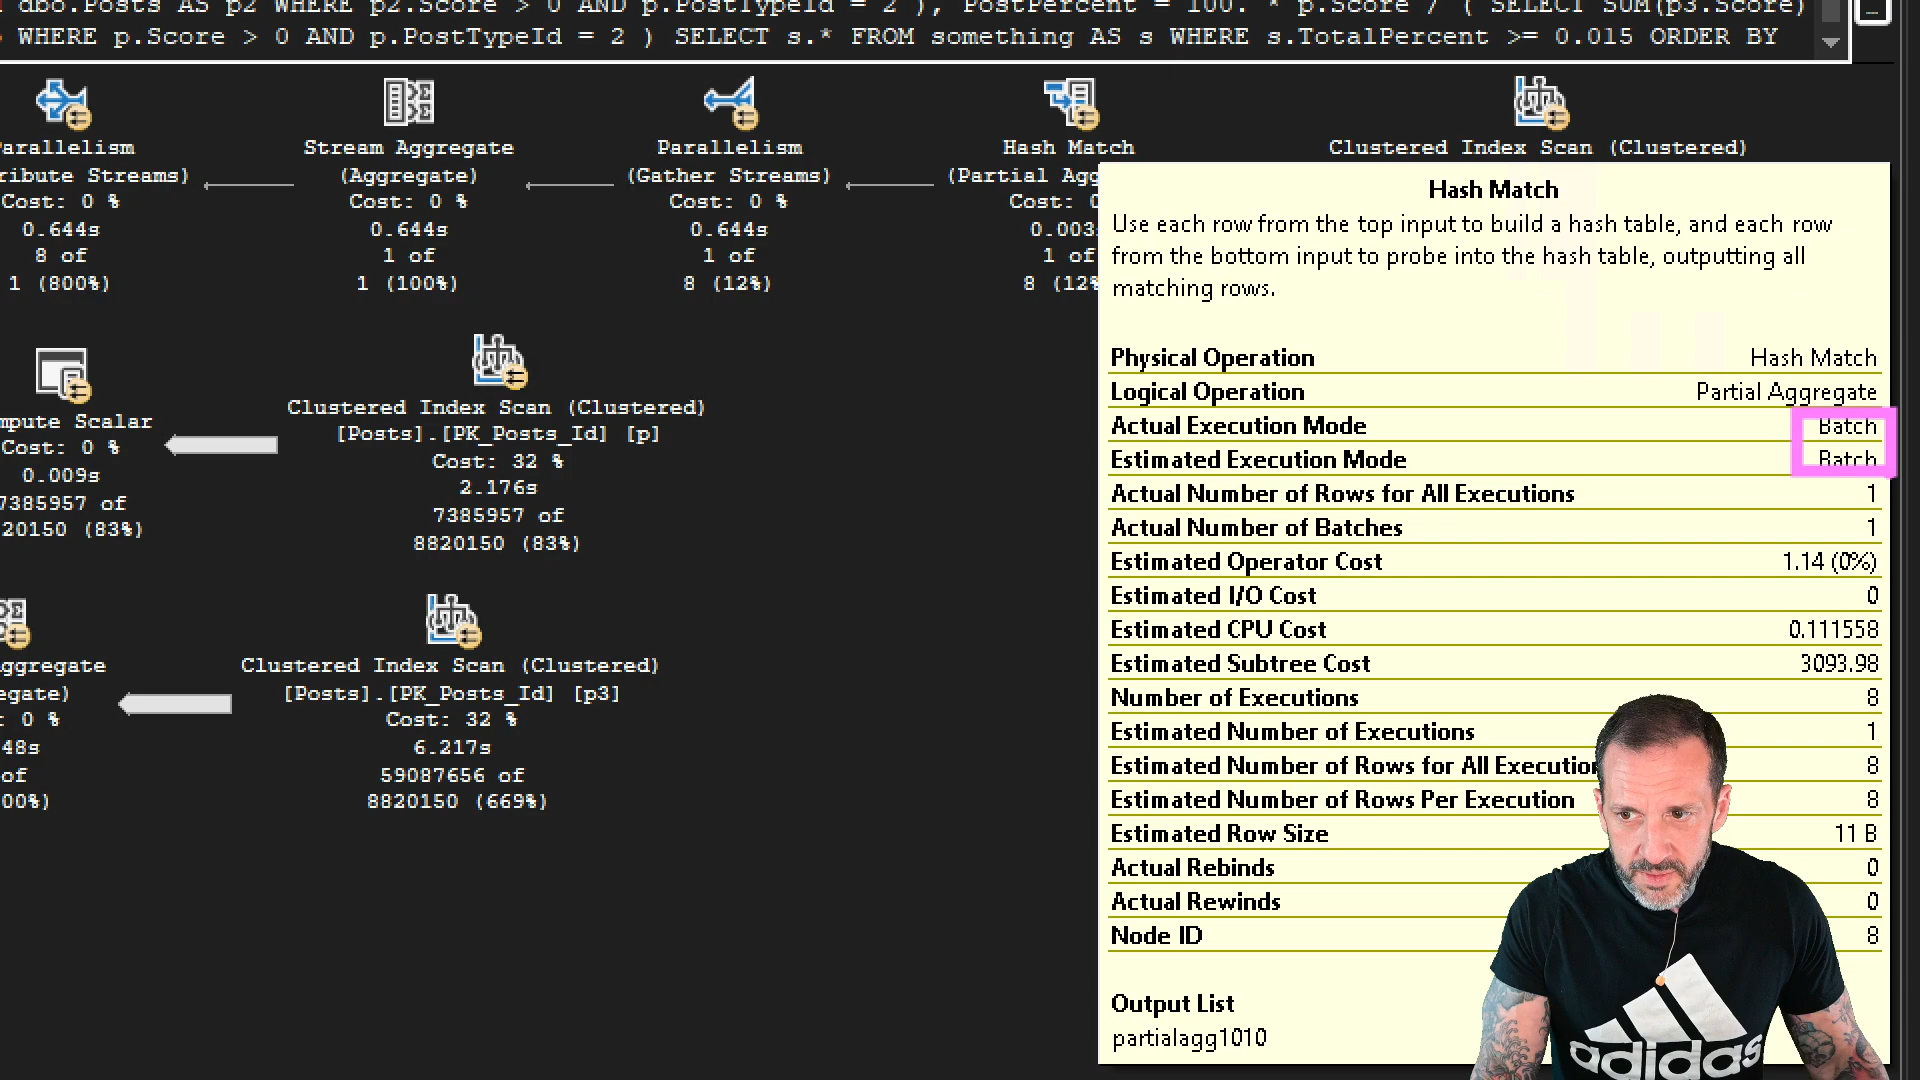 dbo.Posts AS p2 WHERE p2.Score > 0 AND p.PostTypeId = 2 ), PostPercent = 100. * p.Score / ( SELECT SUM(p3.Score)
WHERE p.Score > 0 AND p.PostTypeId = 2 ) SELECT s.* FROM something AS s WHERE s.TotalPercent >= 0.015 ORDER BY
arallelism
ribute Streams)
Cost: 0 %
0.644s
8 of
1 (800%)
Stream Aggregate
(Aggregate)
Cost: 0 %
0.644s
1 of
1 (100%)
Parallelism
(Gather Streams)
Cost: 0 %
0.644s
1 of
8 (12%)
Hash Match
(Partial Agg
Cost: 0
0.003
1 of
8 (12%
Clustered Index Scan (Clustered)
mpute Scalar
Cost: 0 %
0.009s
7385957 of
20150 (83%)
Clustered Index Scan (Clustered)
[Posts].[PK_Posts_Id] [p]
Cost: 32 %
2.176s
7385957 of
8820150 (83%)
ggregate
egate)
: 0 %
48s
of
00%)
Clustered Index Scan (Clustered)
[Posts].[PK_Posts_Id] [p3]
Cost: 32 %
6.217s
59087656 of
8820150 (669%)
Hash Match
Use each row from the top input to build a hash table, and each row
from the bottom input to probe into the hash table, outputting all
matching rows.
Physical Operation Hash Match
Logical Operation Partial Aggregate
Actual Execution Mode Batch
Estimated Execution Mode Batch
Actual Number of Rows for All Executions 1
Actual Number of Batches 1
Estimated Operator Cost 1.14 (0%)
Estimated I/O Cost 0
Estimated CPU Cost 0.111558
Estimated Subtree Cost 3093.98
Number of Executions 8
Estimated Number of Executions 1
Estimated Number of Rows for All Execution 8
Estimated Number of Rows Per Execution 8
Estimated Row Size 11 B
Actual Rebinds 0
Actual Rewinds 0
Node ID 8
Output List
partialagg1010
adidas